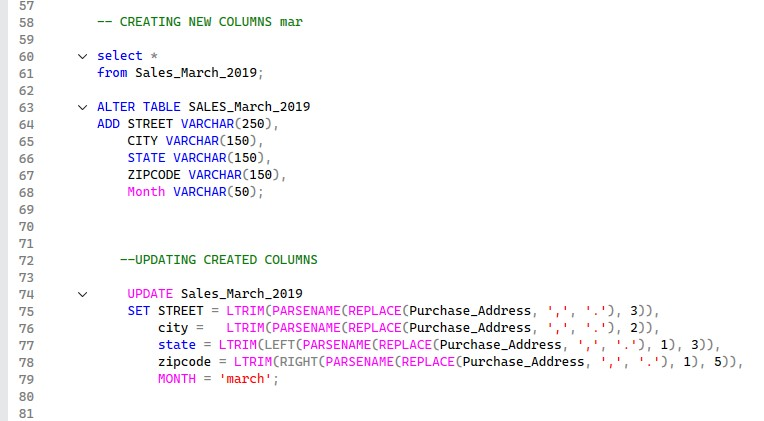 57
58 -- CREATING NEW COLUMNS mar
59
60 select *
61 from Sales_March_2019;
62
63 ALTER TABLE SALES_March_2019
64 ADD STREET VARCHAR(250),
65 CITY VARCHAR(150),
66 STATE VARCHAR(150),
67 ZIPCODE VARCHAR(150),
68 Month VARCHAR(50);
69
70
71
72 --UPDATING CREATED COLUMNS
73
74 UPDATE Sales_March_2019
75 SET STREET = LTRIM(PARSENAME(REPLACE(Purchase_Address, ',', '.'), 3)),
76 city = LTRIM(PARSENAME(REPLACE(Purchase_Address, ',', '.'), 2)),
77 state = LTRIM(LEFT(PARSENAME(REPLACE(Purchase_Address, ',', '.'), 1), 3)),
78 zipcode = LTRIM(RIGHT(PARSENAME(REPLACE(Purchase_Address, ',', '.'), 1), 5)),
79 MONTH = 'march';
80
81